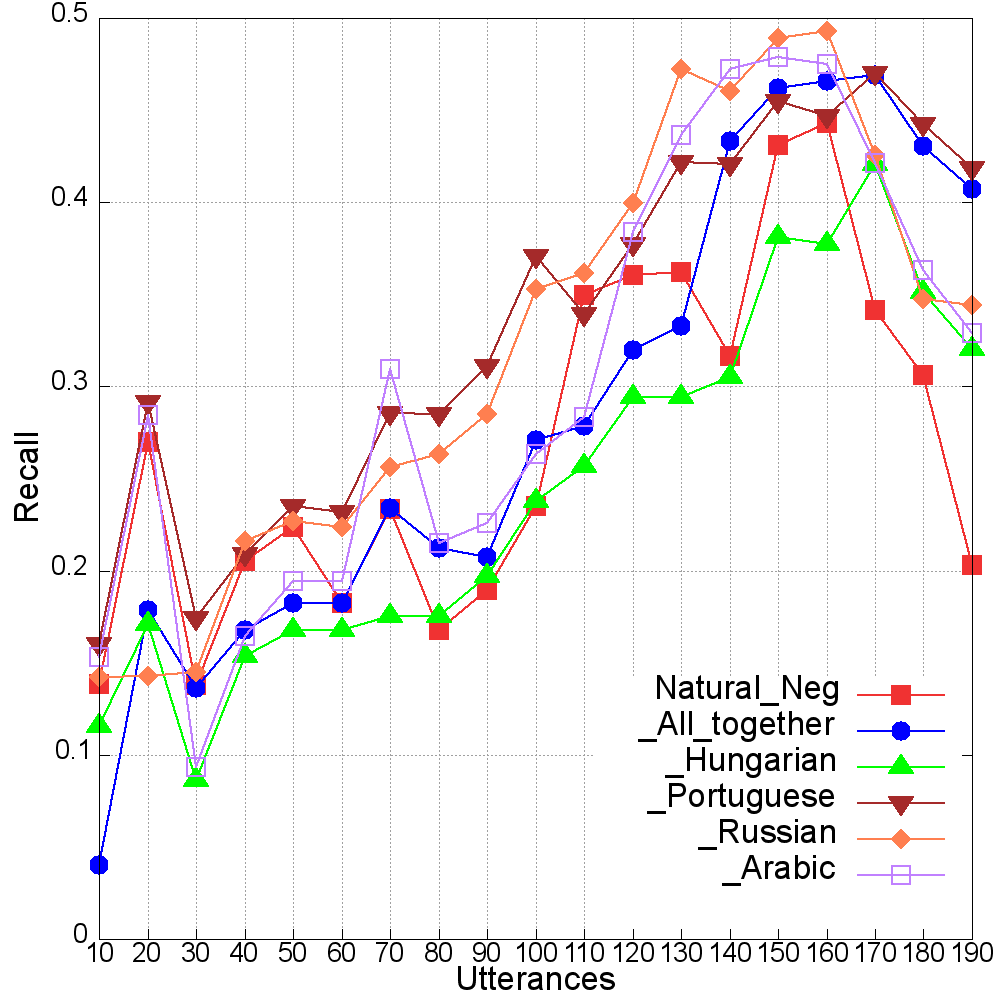 0.5
0.4
0.3
0.2
0.1
0
Recall
10 20 30 40 50 60 70 80 90 100 110 120 130 140 150 160 170 180 190
Utterances
Natural_Neg
_All_together
_Hungarian
_Portuguese
_Russian
_Arabic